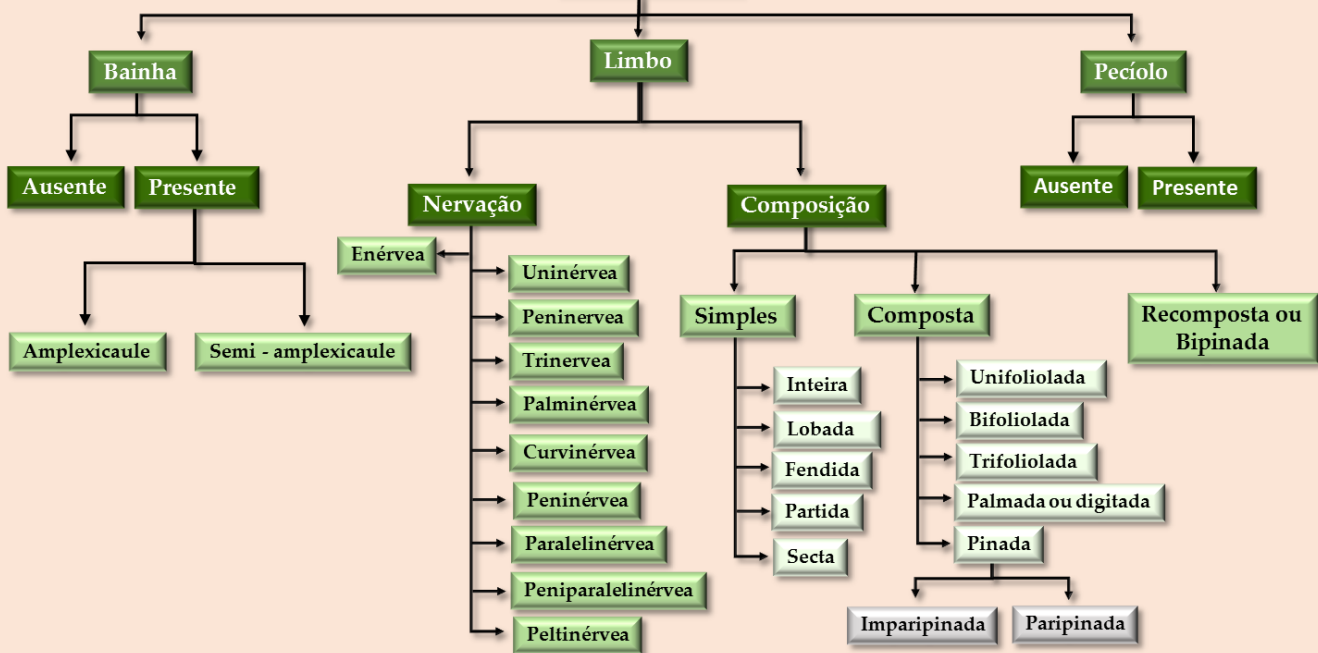 Bainha
Limbo
Pecíolo
Ausente
Presente
Ausente
Presente
Nervação
Composição
Amplexicaule
Semi - amplexicaule
Enérvea
Uninérvea
Peninervea
Trinervea
Palminérvea
Curvinérvea
Peninérvea
Paralelinérvea
Peniparalelinérvea
Peltinérvea
Simples
Composta
Recomposta ou
Bipinada
Inteira
Lobada
Fendida
Partida
Secta
Unifoliolada
Bifoliolada
Trifoliolada
Palmada ou digitada
Pinada
Imparipinada
Paripinada